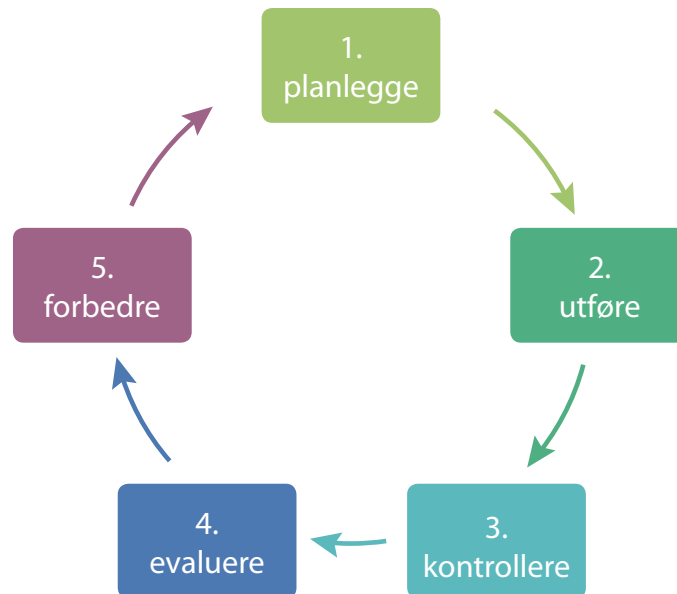 1.
planlegge
2.
utføre
3.
kontrollere
4.
evaluere
5.
forbedre